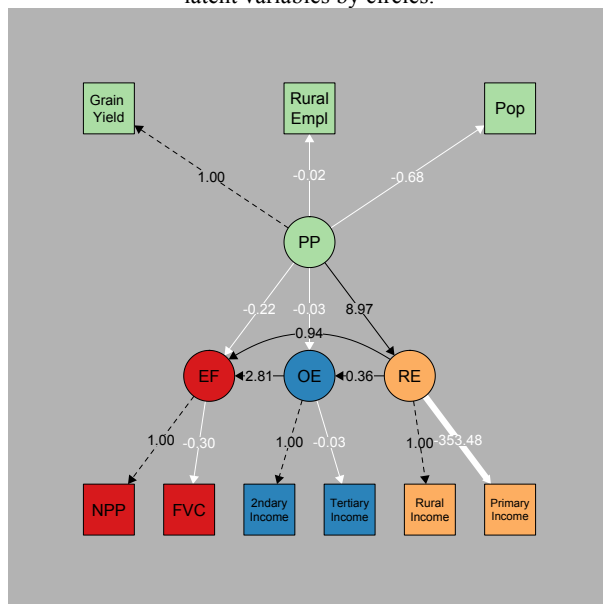 latent variables by circles.
Grain
Yield
Rural
Empl
Pop
1.00
-0.02
-0.68
PP
-0.22
-0.03
8.97
0.94
EF
2.81
OE
0.36
RE
1.00
-0.30
1.00
-0.03
1.00
-353.48
NPP
FVC
2ndary
Income
Tertiary
Income
Rural
Income
Primary
Income